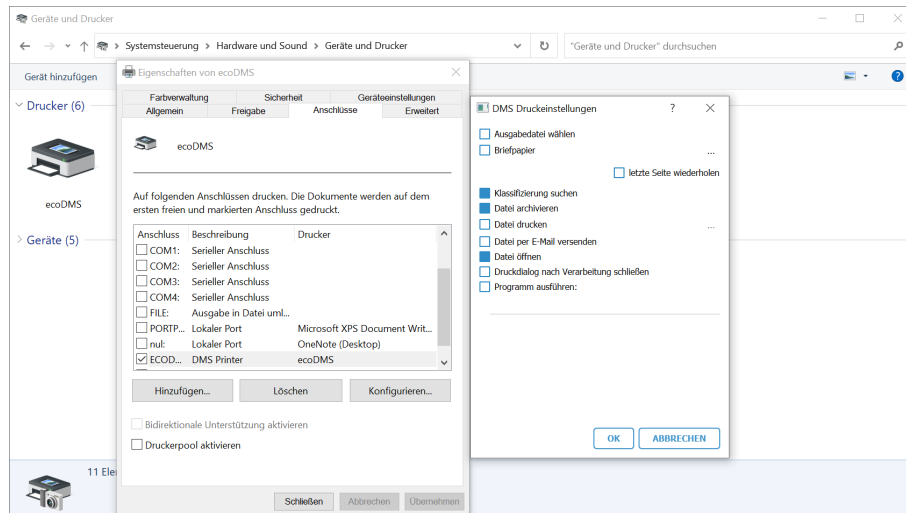 Geräte und Drucker
Systemsteuerung > Hardware und Sound > Geräte und Drucker
"Geräte und Drucker" durchsuchen
Gerät hinzufügen
Drucker (6)
ecoDMS
Geräte (5)
11 Ele
Eigenschaften von ecoDMS
Farbverwaltung Sicherheit Geräteeinstellungen
Allgemein Freigabe Anschlüsse Erweitert
ecoDMS
Auf folgenden Anschlüssen drucken. Die Dokumente werden auf dem
ersten freien und markierten Anschluss gedruckt.
Anschluss Beschreibung Drucker
COM1: Serieller Anschluss
COM2: Serieller Anschluss
COM3: Serieller Anschluss
COM4: Serieller Anschluss
FILE: Ausgabe in Datei uml...
PORTP... Lokaler Port Microsoft XPS Document Writ...
nul: Lokaler Port OneNote (Desktop)
ECOD... DMS Printer ecoDMS
Hinzufügen... Löschen Konfigurieren...
Bidirektionale Unterstützung aktivieren
Druckerpool aktivieren
Schließen Abbrechen Übernehmen
DMS Druckeinstellungen ?
Ausgabedatei wählen
Briefpapier ...
letzte Seite wiederholen
Klassifizierung suchen
Datei archivieren
Datei drucken ...
Datei per E-Mail versenden
Datei öffnen
Druckdialog nach Verarbeitung schließen
Programm ausführen:
OK ABBRECHEN